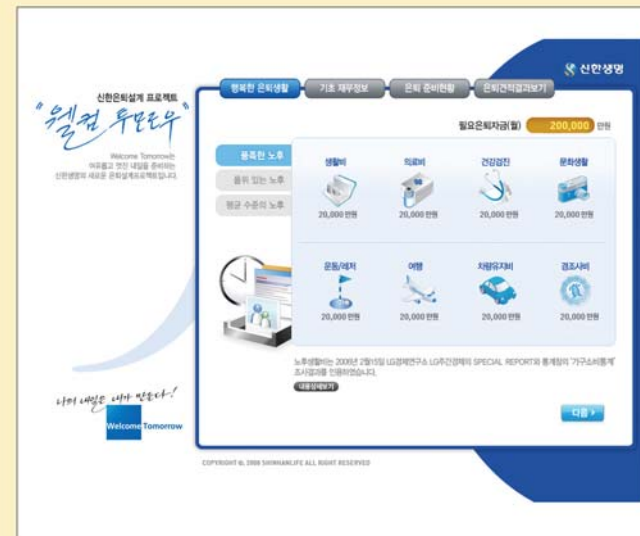 신한생명
신한은퇴설계 프로젝트
"웰컴 투모로우"
Welcome Tomorrow는
여유롭고 멋진 내일을 준비하는
신한생명의 새로운 은퇴설계프로젝트입니다.
행복한 은퇴생활
기초 재무정보
은퇴 준비현황
은퇴견적결과보기
필요은퇴자금(월) 200,000 만원
풍족한 노후
품위 있는 노후
평균 수준의 노후
생활비 의료비 건강검진 문화생활
20,000 만원 20,000 만원 20,000 만원 20,000 만원
운동/레저 여행 차량유지비 경조사비
20,000 만원 20,000 만원 20,000 만원 20,000 만원
노후생활비는 2006년 2월15일 LG경제연구소 LG주간경제의 SPECIAL REPORT와 통계청의 "가구소비통계"
조사결과를 인용하였습니다.
내용상세보기
다음
나의 내일은 내가 만든다!
Welcome Tomorrow
COPYRIGHT ©, 2008 SHINHANLIFE ALL RIGHT RESERVED